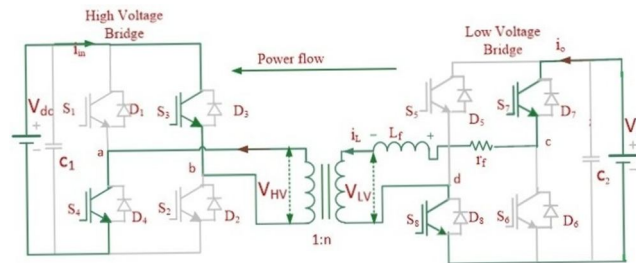 High Voltage
Bridge
Low Voltage
Bridge
Power flow
i_in
i_o
V_dc
S_1
D_1
S_3
D_3
S_5
D_5
S_7
D_7
V
C_1
a
b
i_L
L_f
r_f
c
d
C_2
V_HV
V_LV
S_4
D_4
S_2
D_2
S_8
D_8
S_6
D_6
1:n